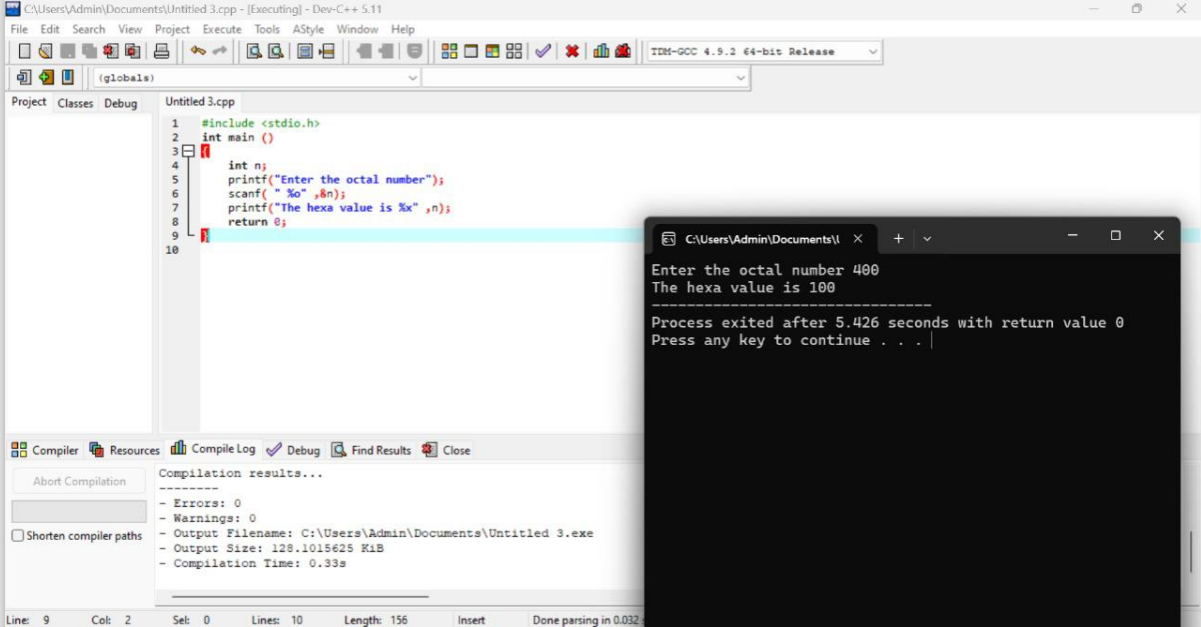 C:\Users\Admin\Documents\Untitled 3.cpp - [Executing] - Dev-C++ 5.11
File Edit Search View Project Execute Tools AStyle Window Help
TDM-GCC 4.9.2 64-bit Release
(globals)
Project Classes Debug Untitled 3.cpp
1 #include <stdio.h>
2 int main ()
3 {
4 int n;
5 printf("Enter the octal number");
6 scanf( " %o" ,&n);
7 printf("The hexa value is %x" ,n);
8 return 0;
9 }
10
C:\Users\Admin\Documents\U
Enter the octal number 400
The hexa value is 100
--------------------------------
Process exited after 5.426 seconds with return value 0
Press any key to continue . . .
Compiler Resources Compile Log Debug Find Results Close
Abort Compilation
Shorten compiler paths
Compilation results...
--------
- Errors: 0
- Warnings: 0
- Output Filename: C:\Users\Admin\Documents\Untitled 3.exe
- Output Size: 128.1015625 KiB
- Compilation Time: 0.33s
Line: 9 Col: 2 Sel: 0 Lines: 10 Length: 156 Insert Done parsing in 0.032